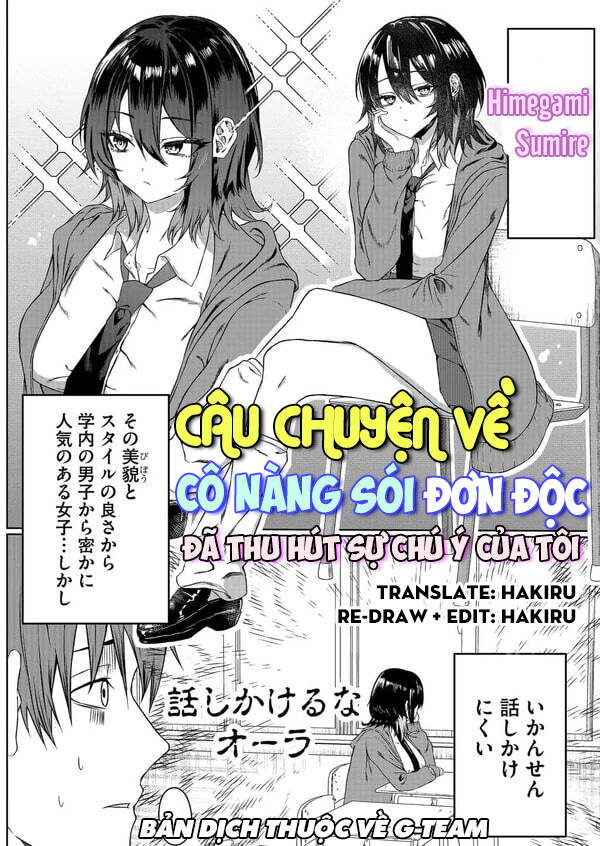 Himegami
Sumire
CÂU CHUYỆN VỀ
CÔ NÀNG SÓI ĐƠN ĐỘC
ĐÃ THU HÚT SỰ CHÚ Ý CỦA TÔI
TRANSLATE: HAKIRU
RE-DRAW + EDIT: HAKIRU
その美貌と
びぼう
スタイルの良さから
学内の男子から密かに
人気のある女子…しかし
いかんせん
話しかけ
にくい
話しかけるな
オーラ
BẢN DỊCH THUỘC VỀ G-TEAM